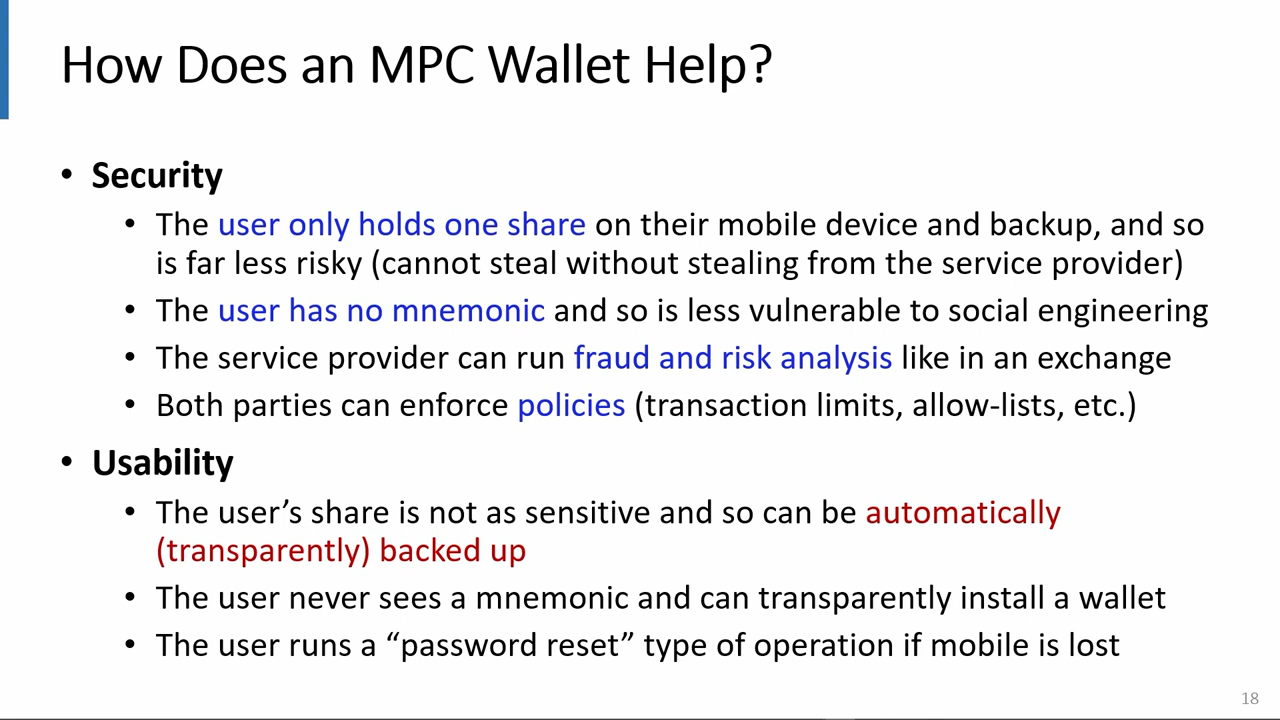 How Does an MPC Wallet Help?
• Security
• The user only holds one share on their mobile device and backup, and so
is far less risky (cannot steal without stealing from the service provider)
• The user has no mnemonic and so is less vulnerable to social engineering
• The service provider can run fraud and risk analysis like in an exchange
• Both parties can enforce policies (transaction limits, allow-lists, etc.)
• Usability
• The user’s share is not as sensitive and so can be automatically
(transparently) backed up
• The user never sees a mnemonic and can transparently install a wallet
• The user runs a “password reset” type of operation if mobile is lost
18